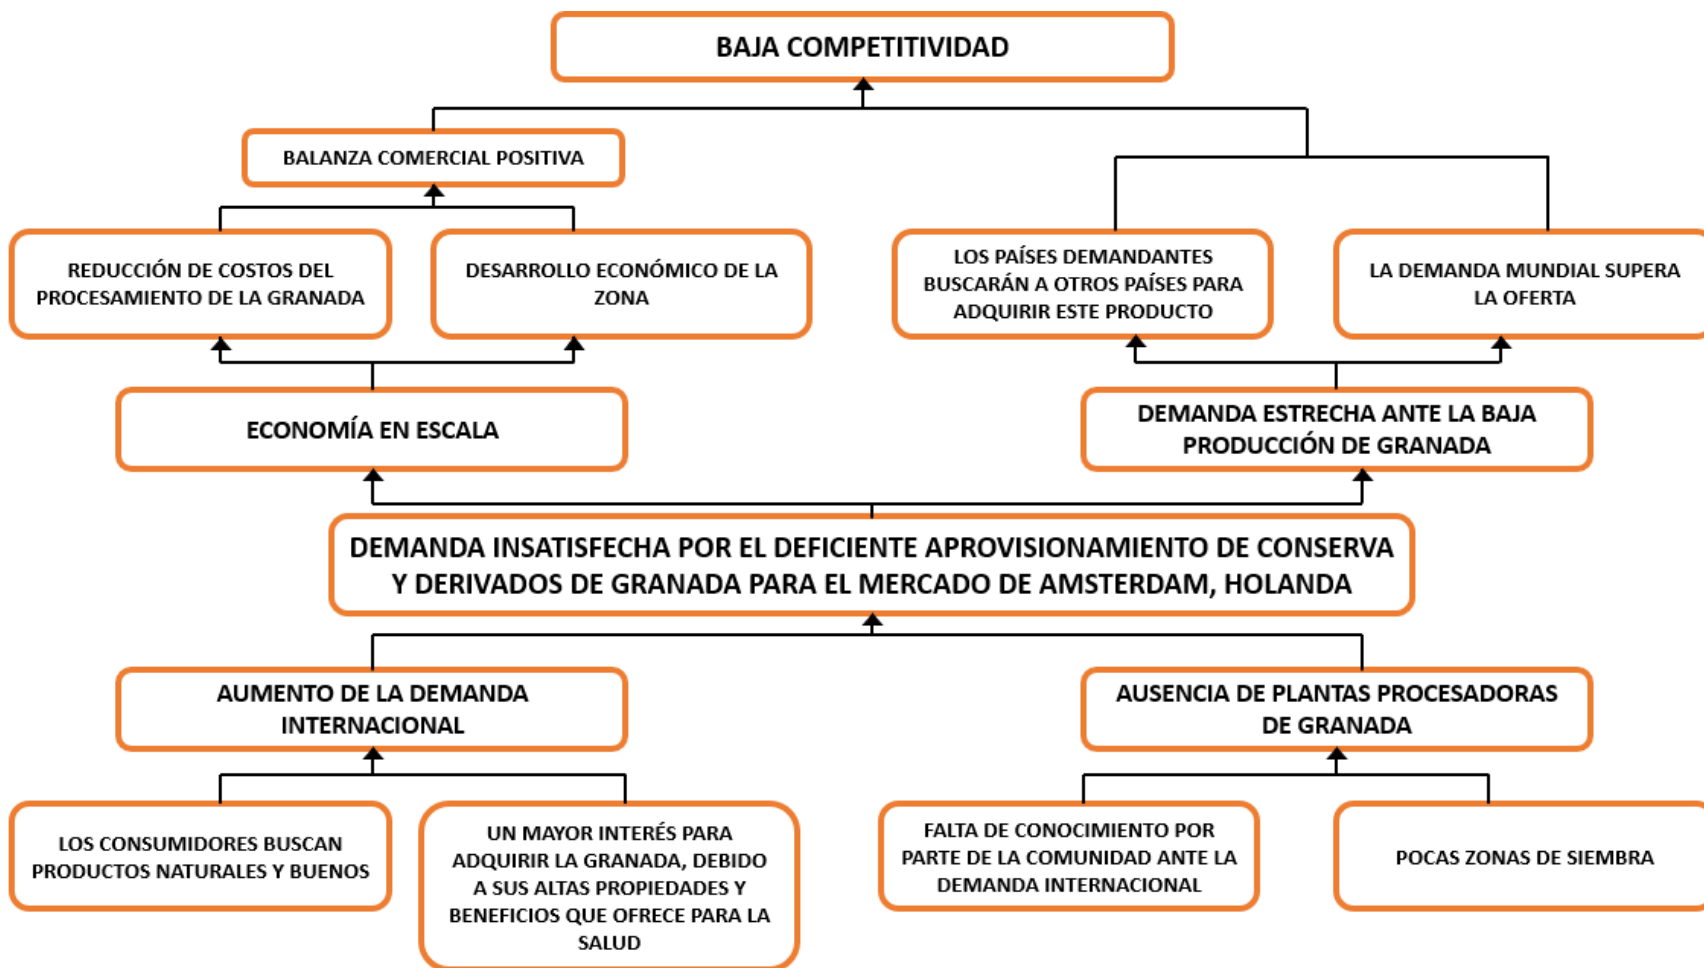 BAJA COMPETITIVIDAD
BALANZA COMERCIAL POSITIVA
REDUCCIÓN DE COSTOS DEL
PROCESAMIENTO DE LA GRANADA
DESARROLLO ECONÓMICO DE LA
ZONA
LOS PAÍSES DEMANDANTES
BUSCARÁN A OTROS PAÍSES PARA
ADQUIRIR ESTE PRODUCTO
LA DEMANDA MUNDIAL SUPERA
LA OFERTA
ECONOMÍA EN ESCALA
DEMANDA ESTRECHA ANTE LA BAJA
PRODUCCIÓN DE GRANADA
DEMANDA INSATISFECHA POR EL DEFICIENTE APROVISIONAMIENTO DE CONSERVA
Y DERIVADOS DE GRANADA PARA EL MERCADO DE AMSTERDAM, HOLANDA
AUMENTO DE LA DEMANDA
INTERNACIONAL
AUSENCIA DE PLANTAS PROCESADORAS
DE GRANADA
LOS CONSUMIDORES BUSCAN
PRODUCTOS NATURALES Y BUENOS
UN MAYOR INTERÉS PARA
ADQUIRIR LA GRANADA, DEBIDO
A SUS ALTAS PROPIEDADES Y
BENEFICIOS QUE OFRECE PARA LA
SALUD
FALTA DE CONOCIMIENTO POR
PARTE DE LA COMUNIDAD ANTE LA
DEMANDA INTERNACIONAL
POCAS ZONAS DE SIEMBRA